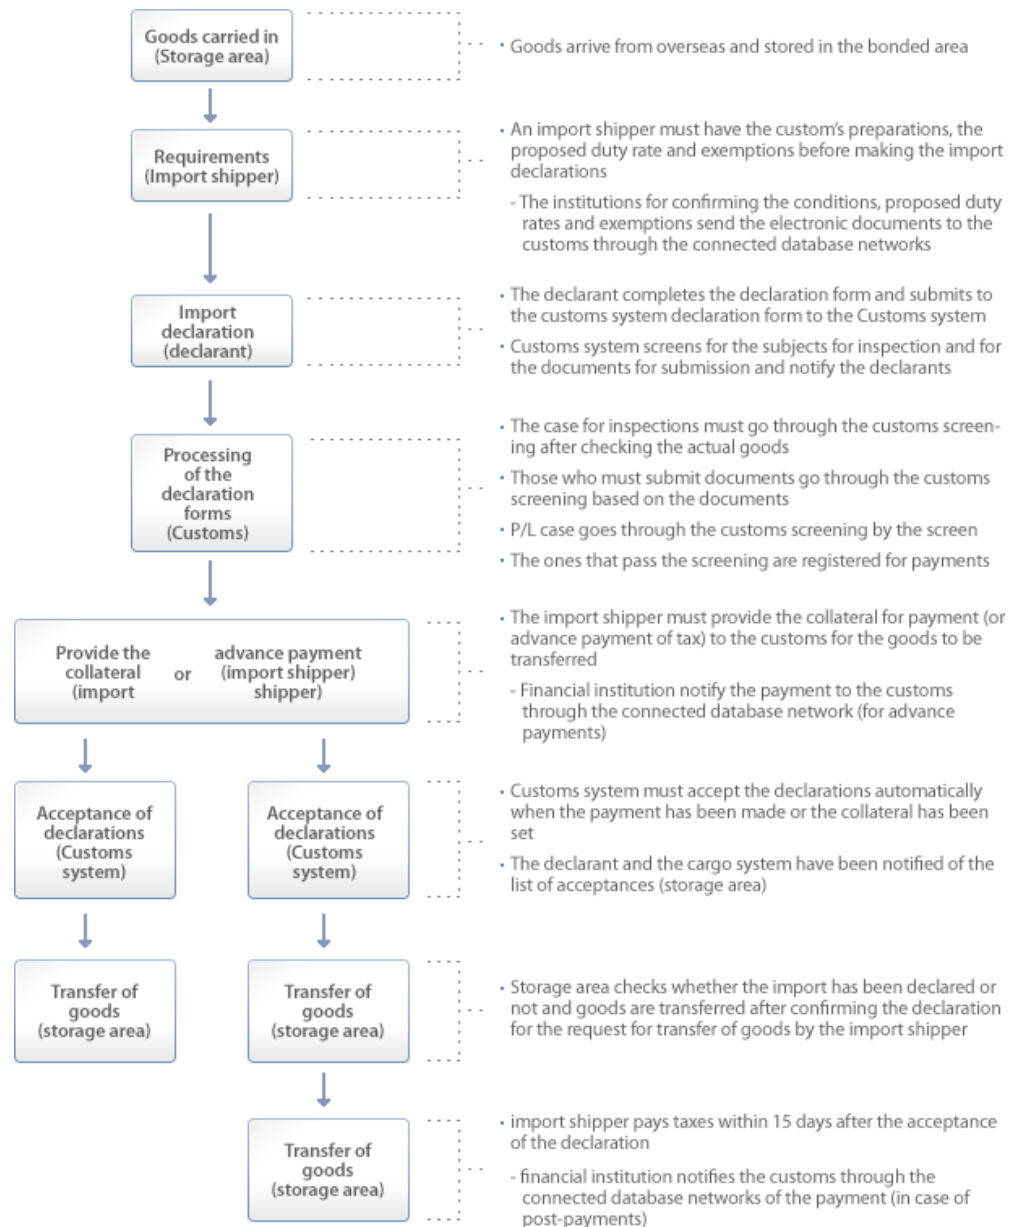 Goods carried in
(Storage area)
· Goods arrive from overseas and stored in the bonded area
Requirements
(Import shipper)
· An import shipper must have the custom's preparations, the
proposed duty rate and exemptions before making the import
declarations
- The institutions for confirming the conditions, proposed duty
rates and exemptions send the electronic documents to the
customs through the connected database networks
Import
declaration
(declarant)
· The declarant completes the declaration form and submits to
the customs system declaration form to the Customs system
· Customs system screens for the subjects for inspection and for
the documents for submission and notify the declarants
Processing
of the
declaration
forms
(Customs)
· The case for inspections must go through the customs screen-
ing after checking the actual goods
· Those who must submit documents go through the customs
screening based on the documents
· P/L case goes through the customs screening by the screen
· The ones that pass the screening are registered for payments
Provide the
collateral
(import
or
advance payment
(import shipper)
shipper)
· The import shipper must provide the collateral for payment (or
advance payment of tax) to the customs for the goods to be
transferred
- Financial institution notify the payment to the customs
through the connected database network (for advance
payments)
Acceptance of
declarations
(Customs
system)
Acceptance of
declarations
(Customs
system)
· Customs system must accept the declarations automatically
when the payment has been made or the collateral has been
set
· The declarant and the cargo system have been notified of the
list of acceptances (storage area)
Transfer of
goods
(storage area)
Transfer of
goods
(storage area)
· Storage area checks whether the import has been declared or
not and goods are transferred after confirming the declaration
for the request for transfer of goods by the import shipper
Transfer of
goods
(storage area)
· import shipper pays taxes within 15 days after the acceptance
of the declaration
- financial institution notifies the customs through the
connected database networks of the payment (in case of
post-payments)